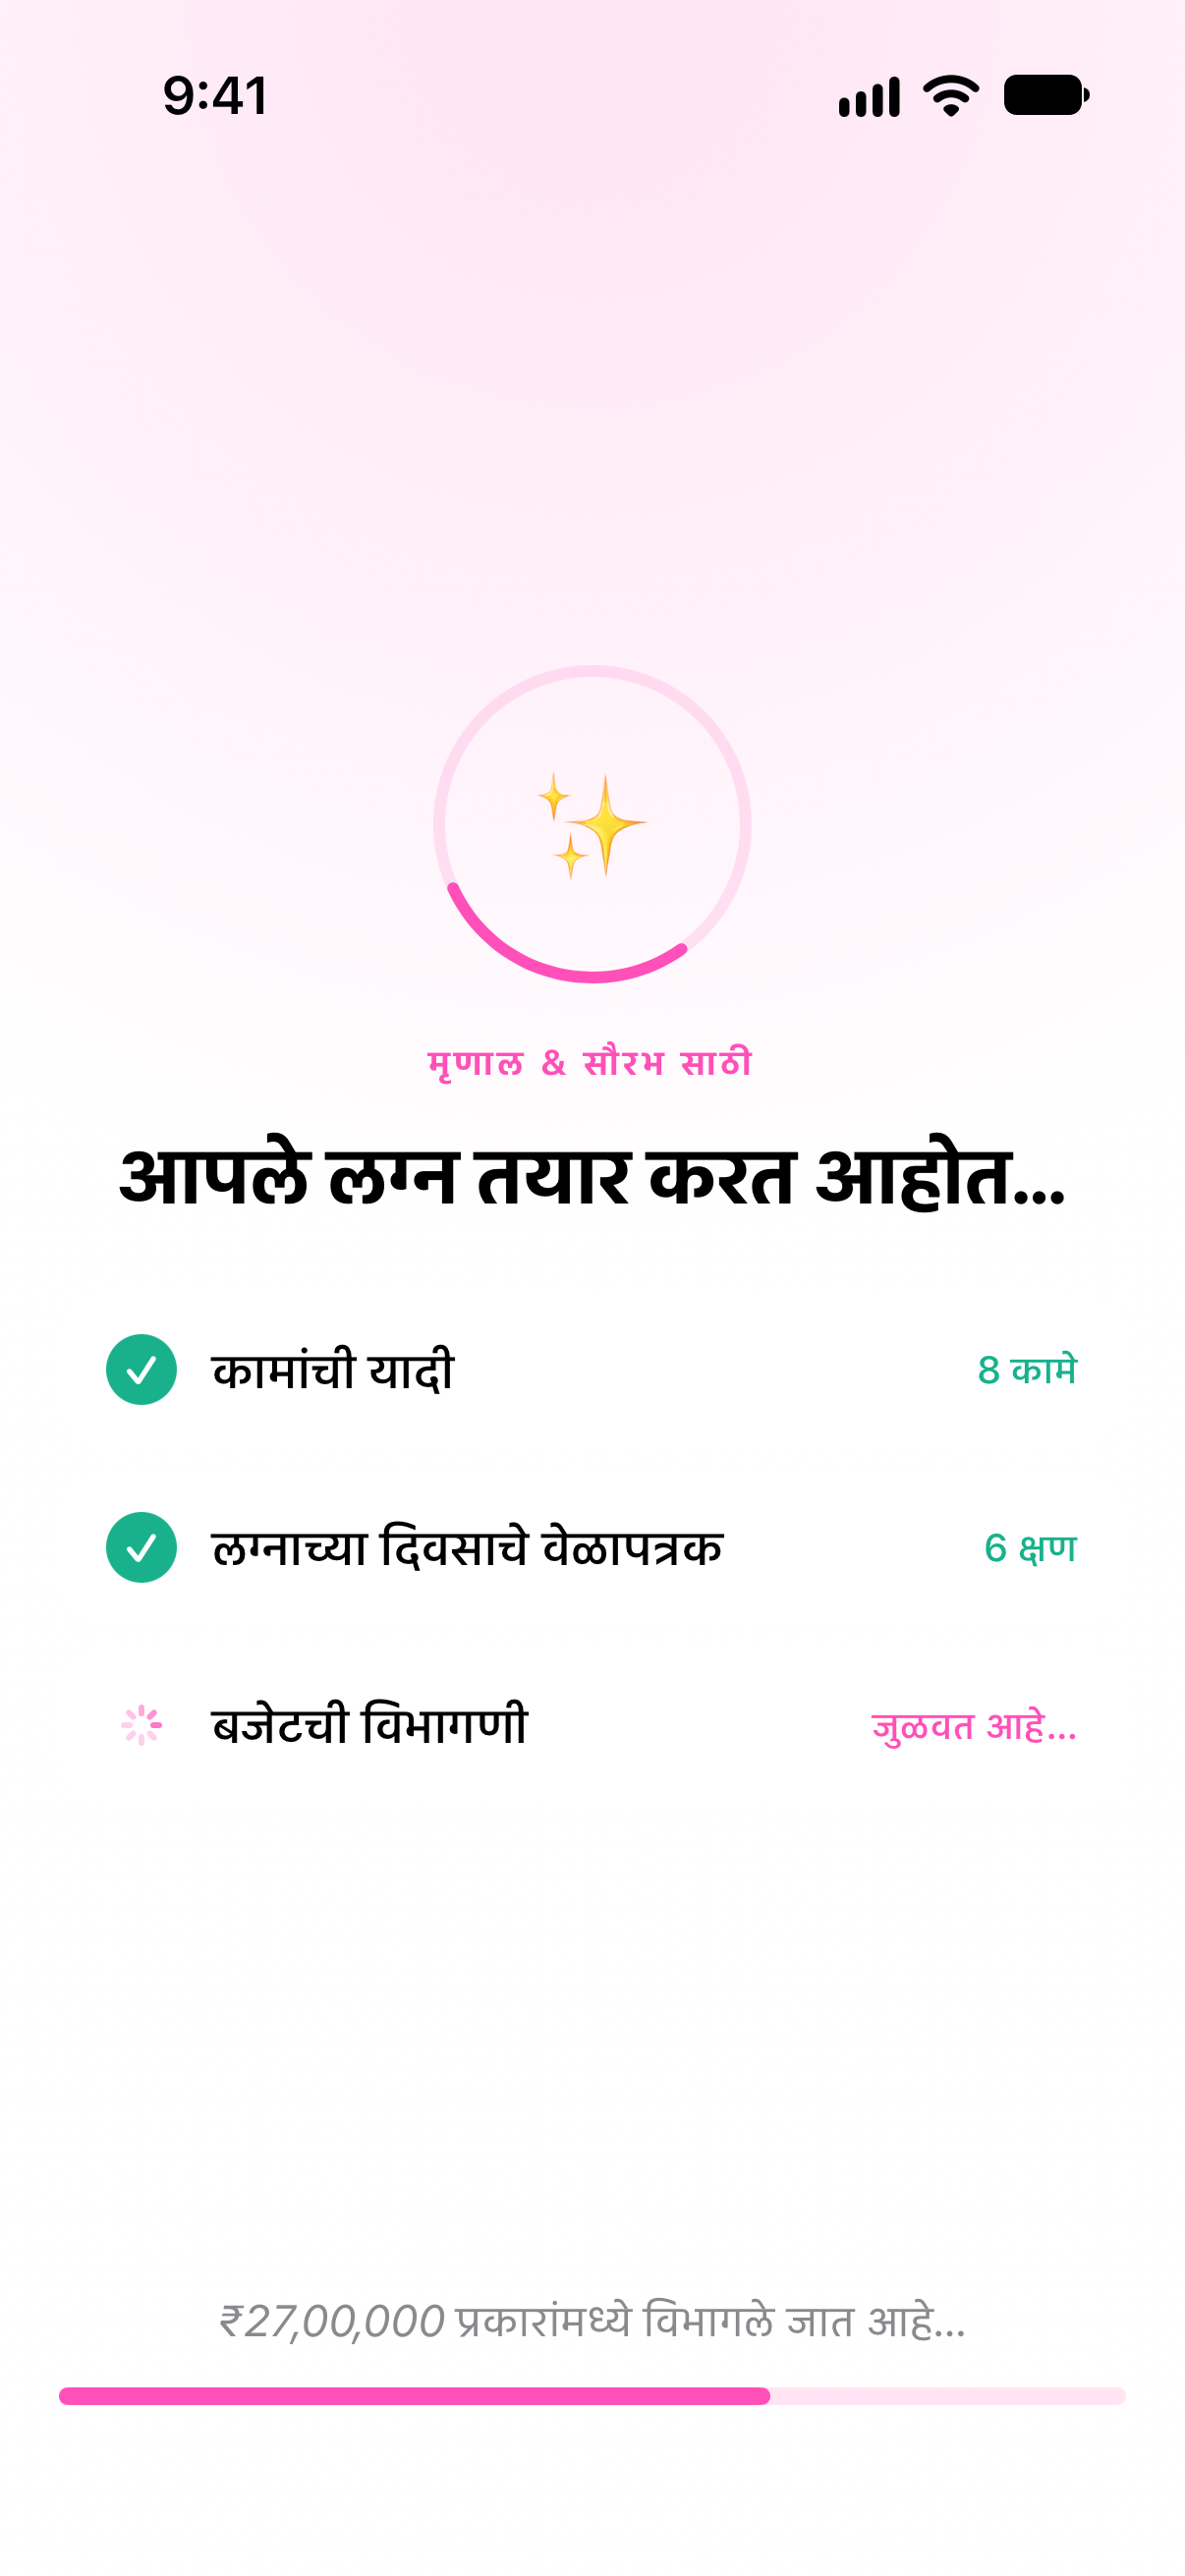 9:41
मृणाल & सौरभ साठी
आपले लग्न तयार करत आहोत...
कामांची यादी
8 कामे
लग्नाच्या दिवसाचे वेळापत्रक
6 क्षण
बजेटची विभागणी
जुळवत आहे...
₹27,00,000 प्रकारांमध्ये विभागले जात आहे...